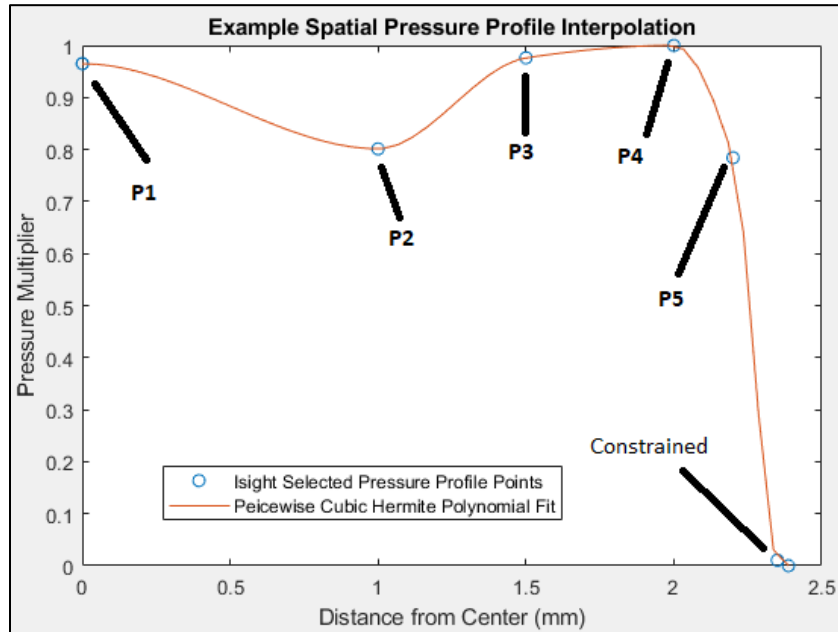 Example Spatial Pressure Profile Interpolation
1
0.9
0.8
0.7
0.6
0.5
0.4
0.3
0.2
0.1
0
Pressure Multiplier
P1
P2
P3
P4
P5
Constrained
Isight Selected Pressure Profile Points
Peicewise Cubic Hermite Polynomial Fit
0 0.5 1 1.5 2 2.5
Distance from Center (mm)